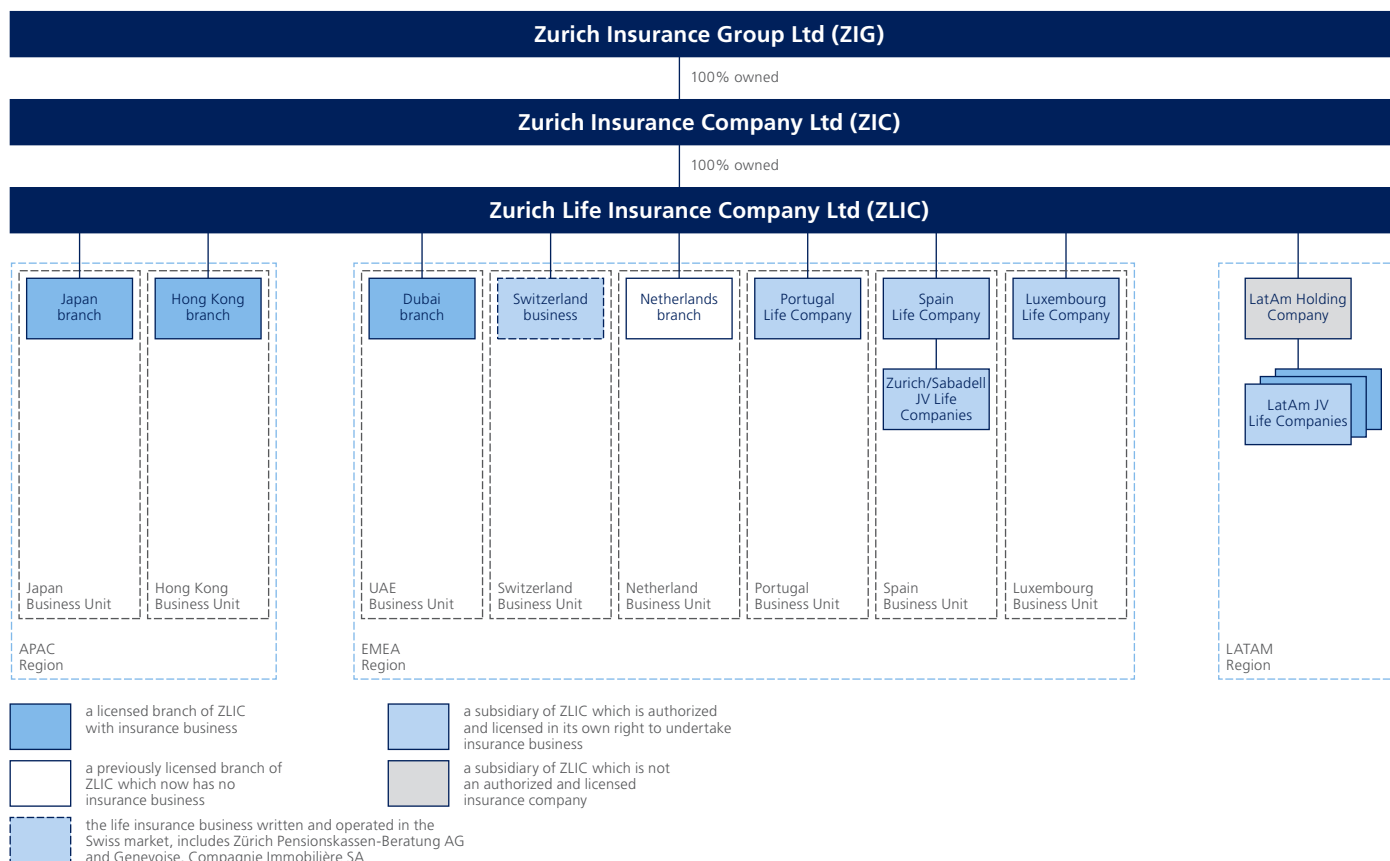 Zurich Insurance Group Ltd (ZIG)
100% owned
Zurich Insurance Company Ltd (ZIC)
100% owned
Zurich Life Insurance Company Ltd (ZLIC)
Japan
branch
Hong Kong
branch
Dubai
branch
Switzerland
business
Netherlands
branch
Portugal
Life Company
Spain
Life Company
Luxembourg
Life Company
LatAm Holding
Company
Zurich/Sabadell
JV Life
Companies
LatAm JV
Life Companies
Japan
Business Unit
Hong Kong
Business Unit
UAE
Business Unit
Switzerland
Business Unit
Netherland
Business Unit
Portugal
Business Unit
Spain
Business Unit
Luxembourg
Business Unit
APAC
Region
EMEA
Region
LATAM
Region
a licensed branch of ZLIC
with insurance business
a subsidiary of ZLIC which is authorized
and licensed in its own right to undertake
insurance business
a previously licensed branch of
ZLIC which now has no
insurance business
a subsidiary of ZLIC which is not
an authorized and licensed
insurance company
the life insurance business written and operated in the
Swiss market, includes Zürich Pensionskassen-Beratung AG
and Genevoise, Compagnie Immobilière SA